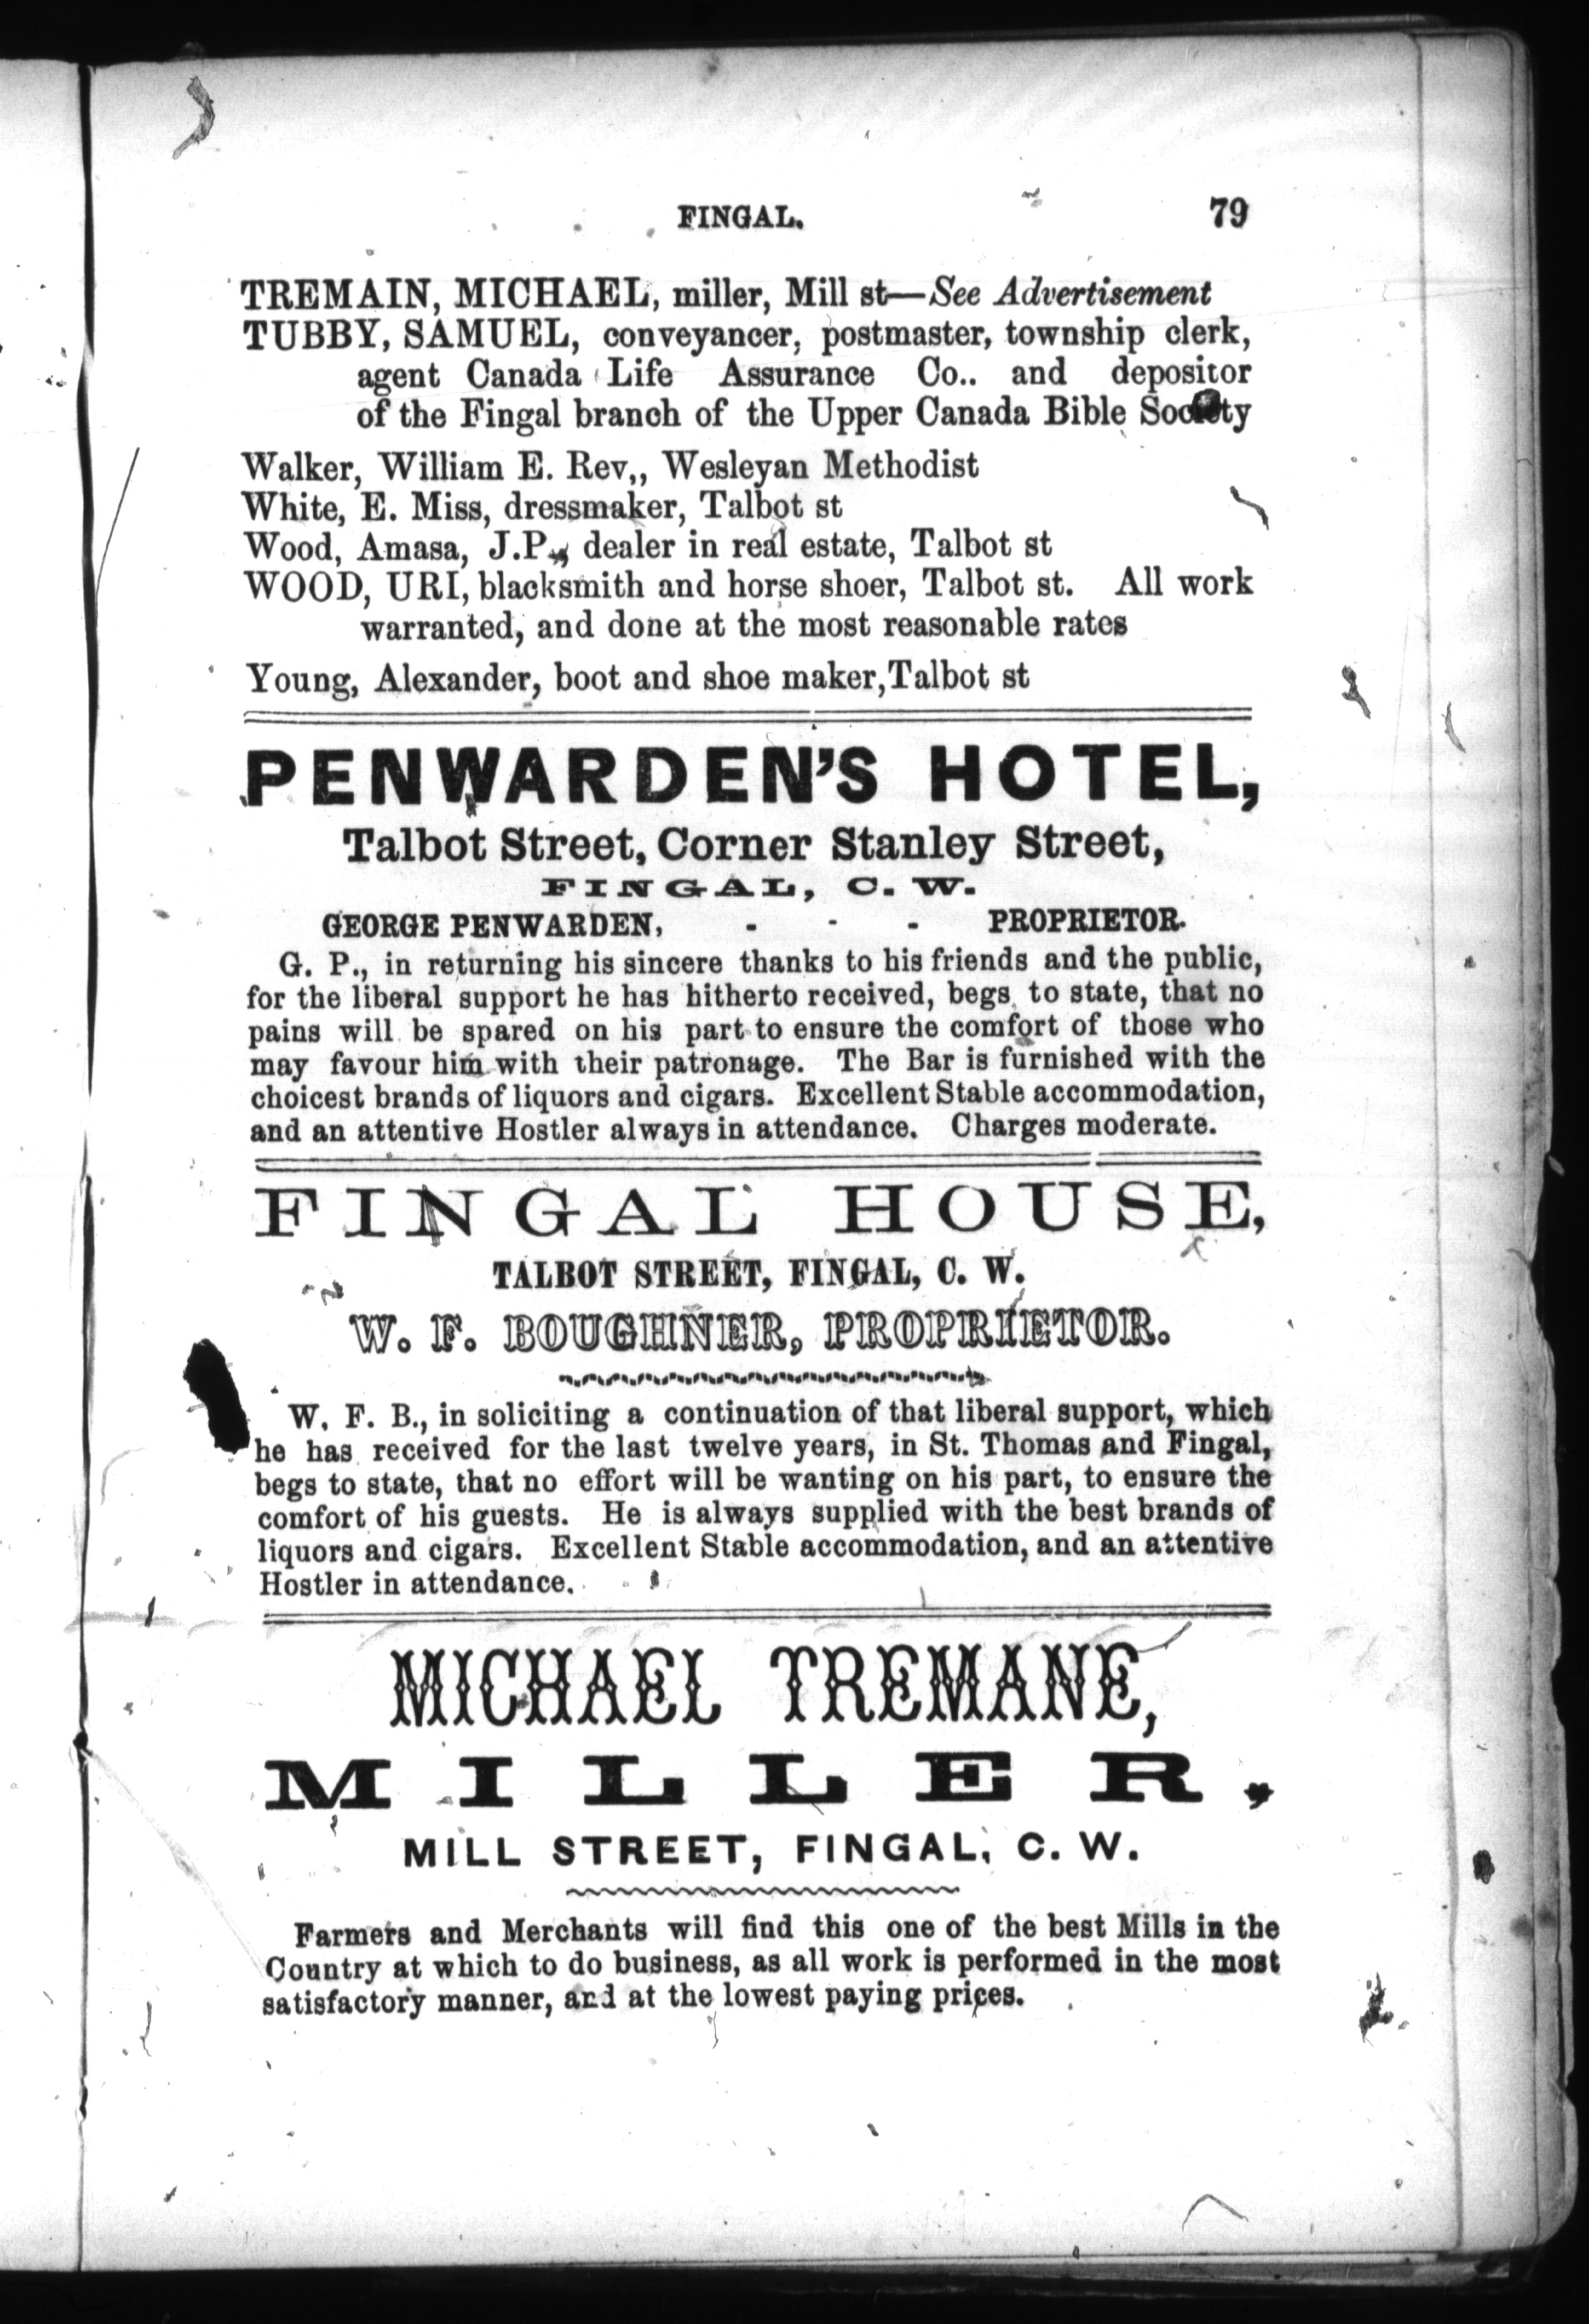 FINGAL. 79
TREMAIN, MICHAEL, miller, Mill st—See Advertisement
TUBBY, SAMUEL, conveyancer, postmaster, township clerk,
agent Canada Life Assurance Co.. and depositor
of the Fingal branch of the Upper Canada Bible Society
Walker, William E. Rev,, Wesleyan Methodist
White, E. Miss, dressmaker, Talbot st
Wood, Amasa, J.P., dealer in real estate, Talbot st
WOOD, URI, blacksmith and horse shoer, Talbot st. All work
warranted, and done at the most reasonable rates
Young, Alexander, boot and shoe maker,Talbot st
PENWARDEN'S HOTEL,
Talbot Street, Corner Stanley Street,
FINGAL, C. W.
GEORGE PENWARDEN, - - - PROPRIETOR.
G. P., in returning his sincere thanks to his friends and the public,
for the liberal support he has hitherto received, begs to state, that no
pains will be spared on his part to ensure the comfort of those who
may favour him with their patronage. The Bar is furnished with the
choicest brands of liquors and cigars. Excellent Stable accommodation,
and an attentive Hostler always in attendance. Charges moderate.
FINGAL HOUSE,
TALBOT STREET, FINGAL, C. W.
W. F. BOUGHNER, PROPRIETOR.
W. F. B., in soliciting a continuation of that liberal support, which
he has received for the last twelve years, in St. Thomas and Fingal,
begs to state, that no effort will be wanting on his part, to ensure the
comfort of his guests. He is always supplied with the best brands of
liquors and cigars. Excellent Stable accommodation, and an attentive
Hostler in attendance.
MICHAEL TREMANE,
MILLER,
MILL STREET, FINGAL, C. W.
Farmers and Merchants will find this one of the best Mills in the
Country at which to do business, as all work is performed in the most
satisfactory manner, and at the lowest paying prices.